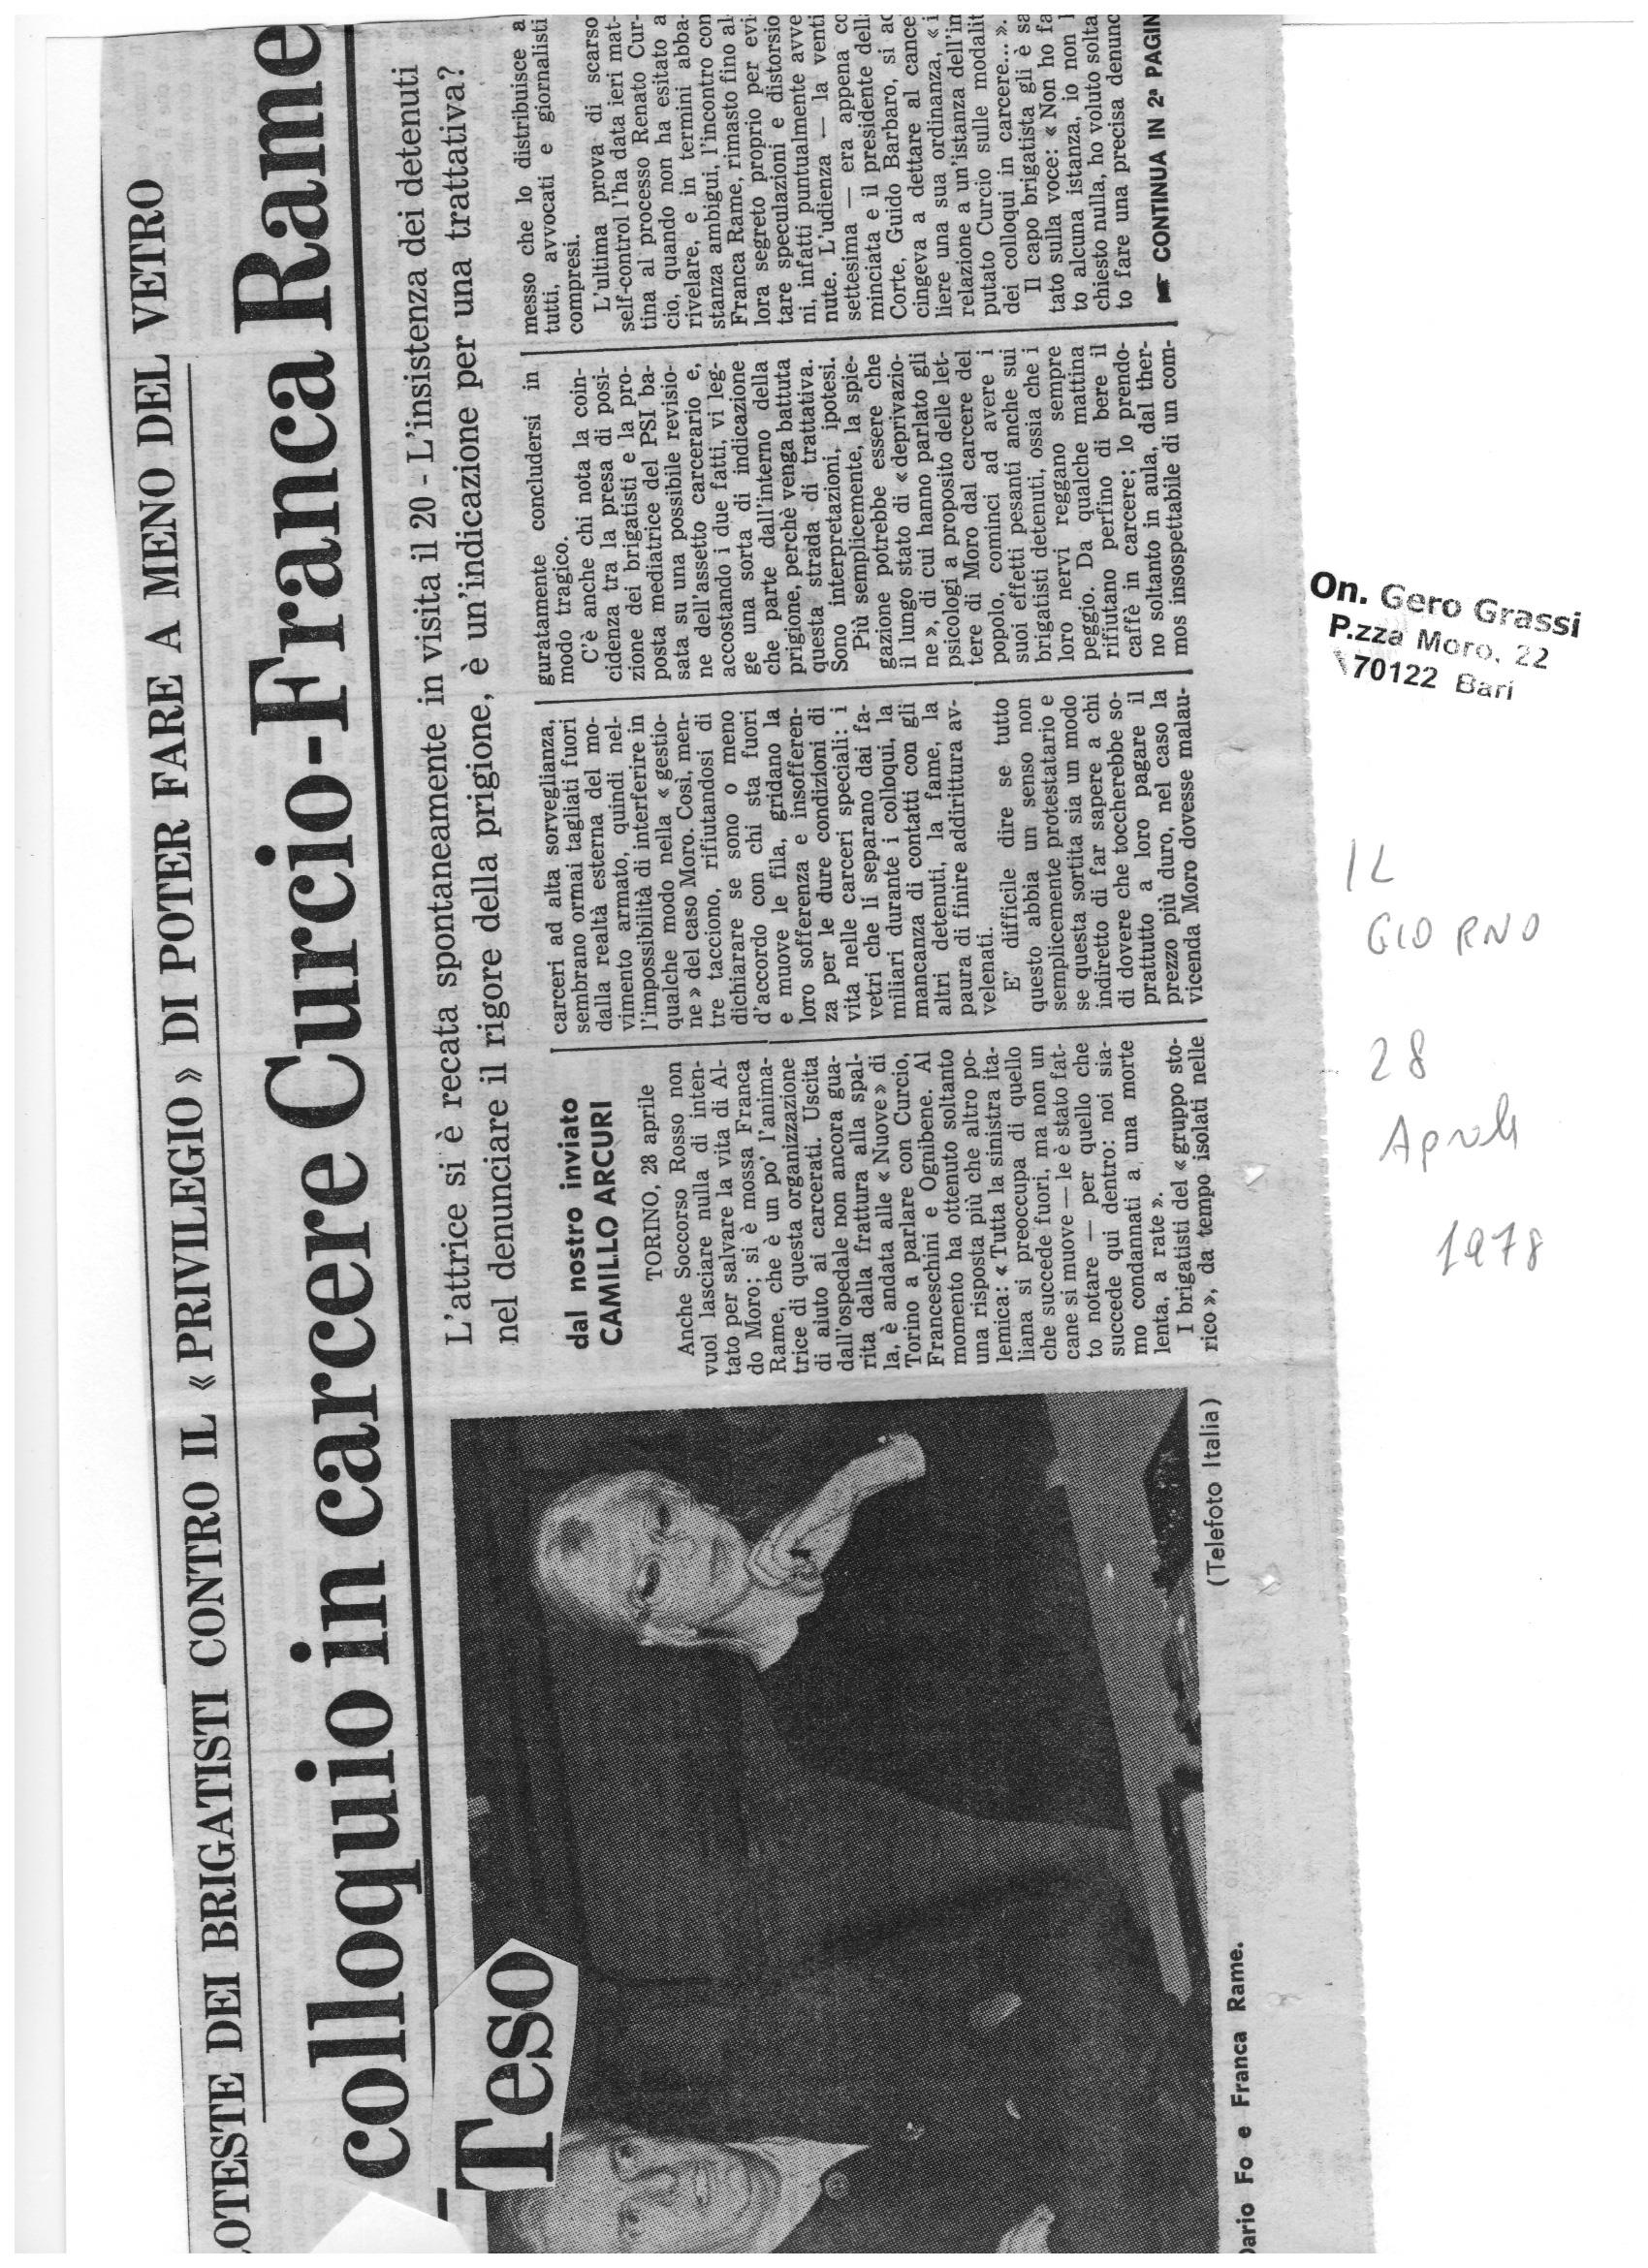 OTESTE DEI BRIGATISTI CONTRO IL « PRIVILEGIO » DI POTER FARE A MENO DEL VETRO
Teso
colloquio in carcere Curcio-Franca Rame
L'attrice si è recata spontaneamente in visita il 20 - L'insistenza dei detenuti
nel denunciare il rigore della prigione, è un'indicazione per una trattativa?
(Telefoto Italia)
Dario Fo e Franca Rame.
dal nostro inviato
CAMILLO ARCURI
TORINO, 28 aprile
Anche Soccorso Rosso non
vuol lasciare nulla di inten-
tato per salvare la vita di Al-
do Moro; si è mossa Franca
Rame, che è un po' l'anima-
trice di questa organizzazione
di aiuto ai carcerati. Uscita
dall'ospedale non ancora gua-
rita dalla frattura alla spal-
la, è andata alle « Nuove » di
Torino a parlare con Curcio,
Franceschini e Ognibene. Al
momento ha ottenuto soltanto
una risposta più che altro po-
lemica: « Tutta la sinistra ita-
liana si preoccupa di quello
che succede fuori, ma non un
cane si muove — le è stato fat-
to notare — per quello che
succede qui dentro: noi sia-
mo condannati a una morte
lenta, a rate ».
I brigatisti del « gruppo sto-
rico », da tempo isolati nelle
carceri ad alta sorveglianza,
sembrano ormai tagliati fuori
dalla realtà esterna del mo-
vimento armato, quindi nel-
l'impossibilità di interferire in
qualche modo nella « gestio-
ne » del caso Moro. Così, men-
tre tacciono, rifiutandosi di
dichiarare se sono o meno
d'accordo con chi sta fuori
e muove le fila, gridano la
loro sofferenza e insofferen-
za per le dure condizioni di
vita nelle carceri speciali: i
vetri che li separano dai fa-
miliari durante i colloqui, la
mancanza di contatti con gli
altri detenuti, la fame, la
paura di finire addirittura av-
velenati.
E' difficile dire se tutto
questo abbia un senso non
semplicemente protestatario e
se questa sortita sia un modo
indiretto di far sapere a chi
di dovere che toccherebbe so-
prattutto a loro pagare il
prezzo più duro, nel caso la
vicenda Moro dovesse malau-
guratamente concludersi in
modo tragico.
C'è anche chi nota la coin-
cidenza tra la presa di posi-
zione dei brigatisti e la pro-
posta mediatrice del PSI ba-
sata su una possibile revisio-
ne dell'assetto carcerario e,
accostando i due fatti, vi leg-
ge una sorta di indicazione
che parte dall'interno della
prigione, perchè venga battuta
questa strada di trattativa.
Sono interpretazioni, ipotesi.
Più semplicemente, la spie-
gazione potrebbe essere che
il lungo stato di « deprivazio-
ne », di cui hanno parlato gli
psicologi a proposito delle let-
tere di Moro dal carcere del
popolo, cominci ad avere i
suoi effetti pesanti anche sui
brigatisti detenuti, ossia che i
loro nervi reggano sempre
peggio. Da qualche mattina
rifiutano perfino di bere il
caffè in carcere; lo prendo-
no soltanto in aula, dal ther-
mos insospettabile di un com-
messo che lo distribuisce a
tutti, avvocati e giornalisti
compresi.
L'ultima prova di scarso
self-control l'ha data ieri mat-
tina al processo Renato Cur-
cio, quando non ha esitato a
rivelare, e in termini abba-
stanza ambigui, l'incontro con
Franca Rame, rimasto fino al-
lora segreto proprio per evi
tare speculazioni e distorsio
ni, infatti puntualmente avve
nute. L'udienza — la venti
settesima — era appena co
minciata e il presidente della
Corte, Guido Barbaro, si ac
cingeva a dettare al cance
liere una sua ordinanza, « i
relazione a un'istanza dell'im
putato Curcio sulle modalit
dei colloqui in carcere... ».
Il capo brigatista gli è sa
tato sulla voce: « Non ho fa
to alcuna istanza, io non
chiesto nulla, ho voluto solta
to fare una precisa denunc
☛ CONTINUA IN 2ª PAGIN
On. Gero Grassi
P.zza Moro, 22
70122 Bari
IL
GIORNO
28
Aprile
1978